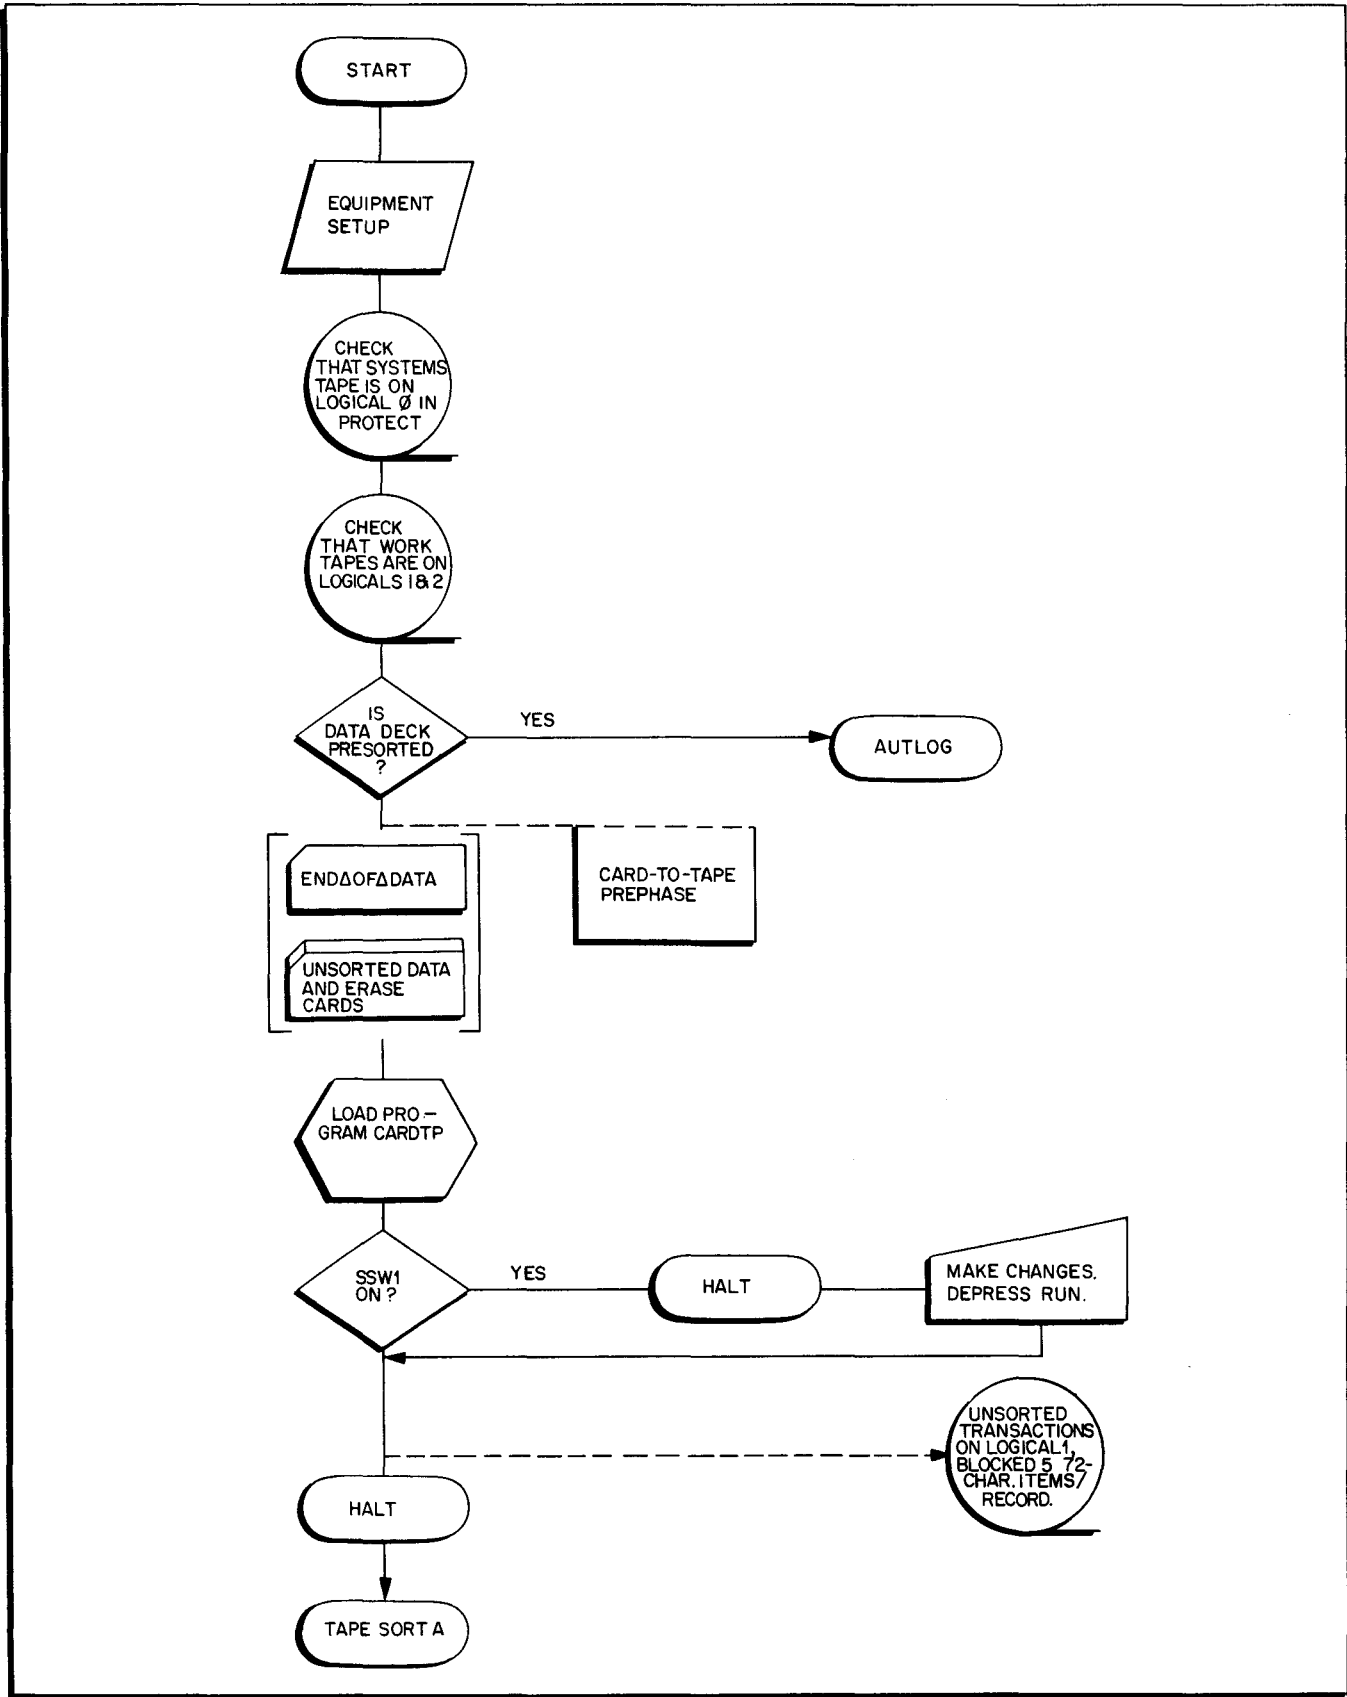 START
EQUIPMENT
SETUP
CHECK
THAT SYSTEMS
TAPE IS ON
LOGICAL Ø IN
PROTECT
CHECK
THAT WORK
TAPES ARE ON
LOGICALS 1&2
IS
DATA DECK
PRESORTED
?
YES
AUTLOG
ENDΔOFΔDATA
CARD-TO-TAPE
PREPHASE
UNSORTED DATA
AND ERASE
CARDS
LOAD PRO-
GRAM CARDTP
SSW1
ON?
YES
HALT
MAKE CHANGES.
DEPRESS RUN.
UNSORTED
TRANSACTIONS
ON LOGICAL 1,
BLOCKED 5 72-
CHAR. ITEMS/
RECORD.
HALT
TAPE SORT A